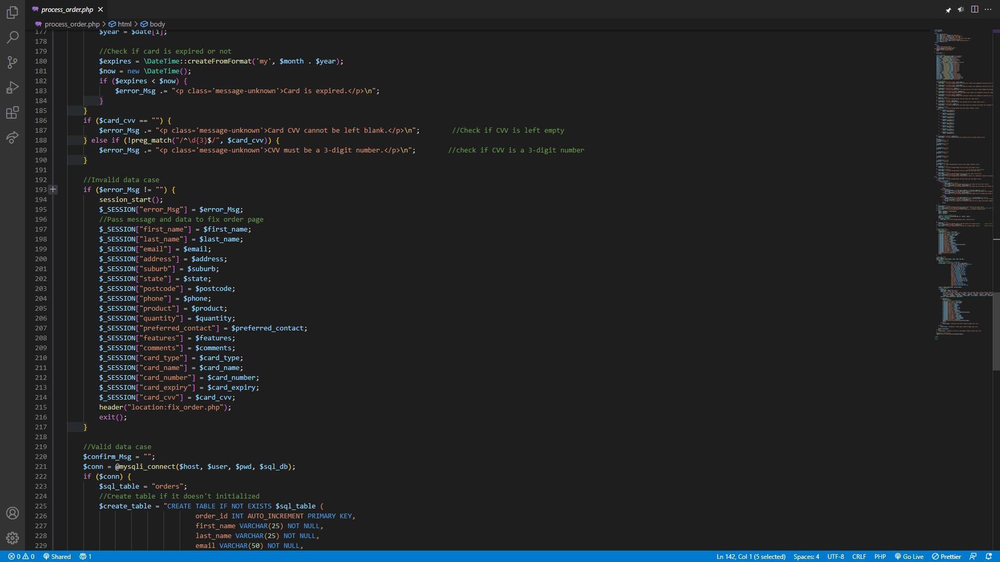 process_order.php
process_order.php > html > body
177 $year = $date[1];
178
179 //Check if card is expired or not
180 $expires = \DateTime::createFromFormat('my', $month . $year);
181 $now = new \DateTime();
182 if ($expires < $now) {
183 $error_Msg .= "<p class='message-unknown'>Card is expired.</p>\n";
184 }
185 }
186 if ($card_cvv == "") {
187 $error_Msg .= "<p class='message-unknown'>Card CVV cannot be left blank.</p>\n"; //Check if CVV is left empty
188 } else if (!preg_match("/^\d{3}$/", $card_cvv)) {
189 $error_Msg .= "<p class='message-unknown'>CVV must be a 3-digit number.</p>\n"; //check if CVV is a 3-digit number
190 }
191
192 //Invalid data case
193 if ($error_Msg != "") {
194 session_start();
195 $_SESSION["error_Msg"] = $error_Msg;
196 //Pass message and data to fix order page
197 $_SESSION["first_name"] = $first_name;
198 $_SESSION["last_name"] = $last_name;
199 $_SESSION["email"] = $email;
200 $_SESSION["address"] = $address;
201 $_SESSION["suburb"] = $suburb;
202 $_SESSION["state"] = $state;
203 $_SESSION["postcode"] = $postcode;
204 $_SESSION["phone"] = $phone;
205 $_SESSION["product"] = $product;
206 $_SESSION["quantity"] = $quantity;
207 $_SESSION["preferred_contact"] = $preferred_contact;
208 $_SESSION["features"] = $features;
209 $_SESSION["comments"] = $comments;
210 $_SESSION["card_type"] = $card_type;
211 $_SESSION["card_name"] = $card_name;
212 $_SESSION["card_number"] = $card_number;
213 $_SESSION["card_expiry"] = $card_expiry;
214 $_SESSION["card_cvv"] = $card_cvv;
215 header("location:fix_order.php");
216 exit();
217 }
218
219 //Valid data case
220 $confirm_Msg = "";
221 $conn = @mysqli_connect($host, $user, $pwd, $sql_db);
222 if ($conn) {
223 $sql_table = "orders";
224 //Create table if it doesn't initialized
225 $create_table = "CREATE TABLE IF NOT EXISTS $sql_table (
226 order_id INT AUTO_INCREMENT PRIMARY KEY,
227 first_name VARCHAR(25) NOT NULL,
228 last_name VARCHAR(25) NOT NULL,
229 email VARCHAR(50) NOT NULL,
0 0 Shared 1 Ln 142, Col 1 (5 selected) Spaces: 4 UTF-8 CRLF PHP Go Live Prettier